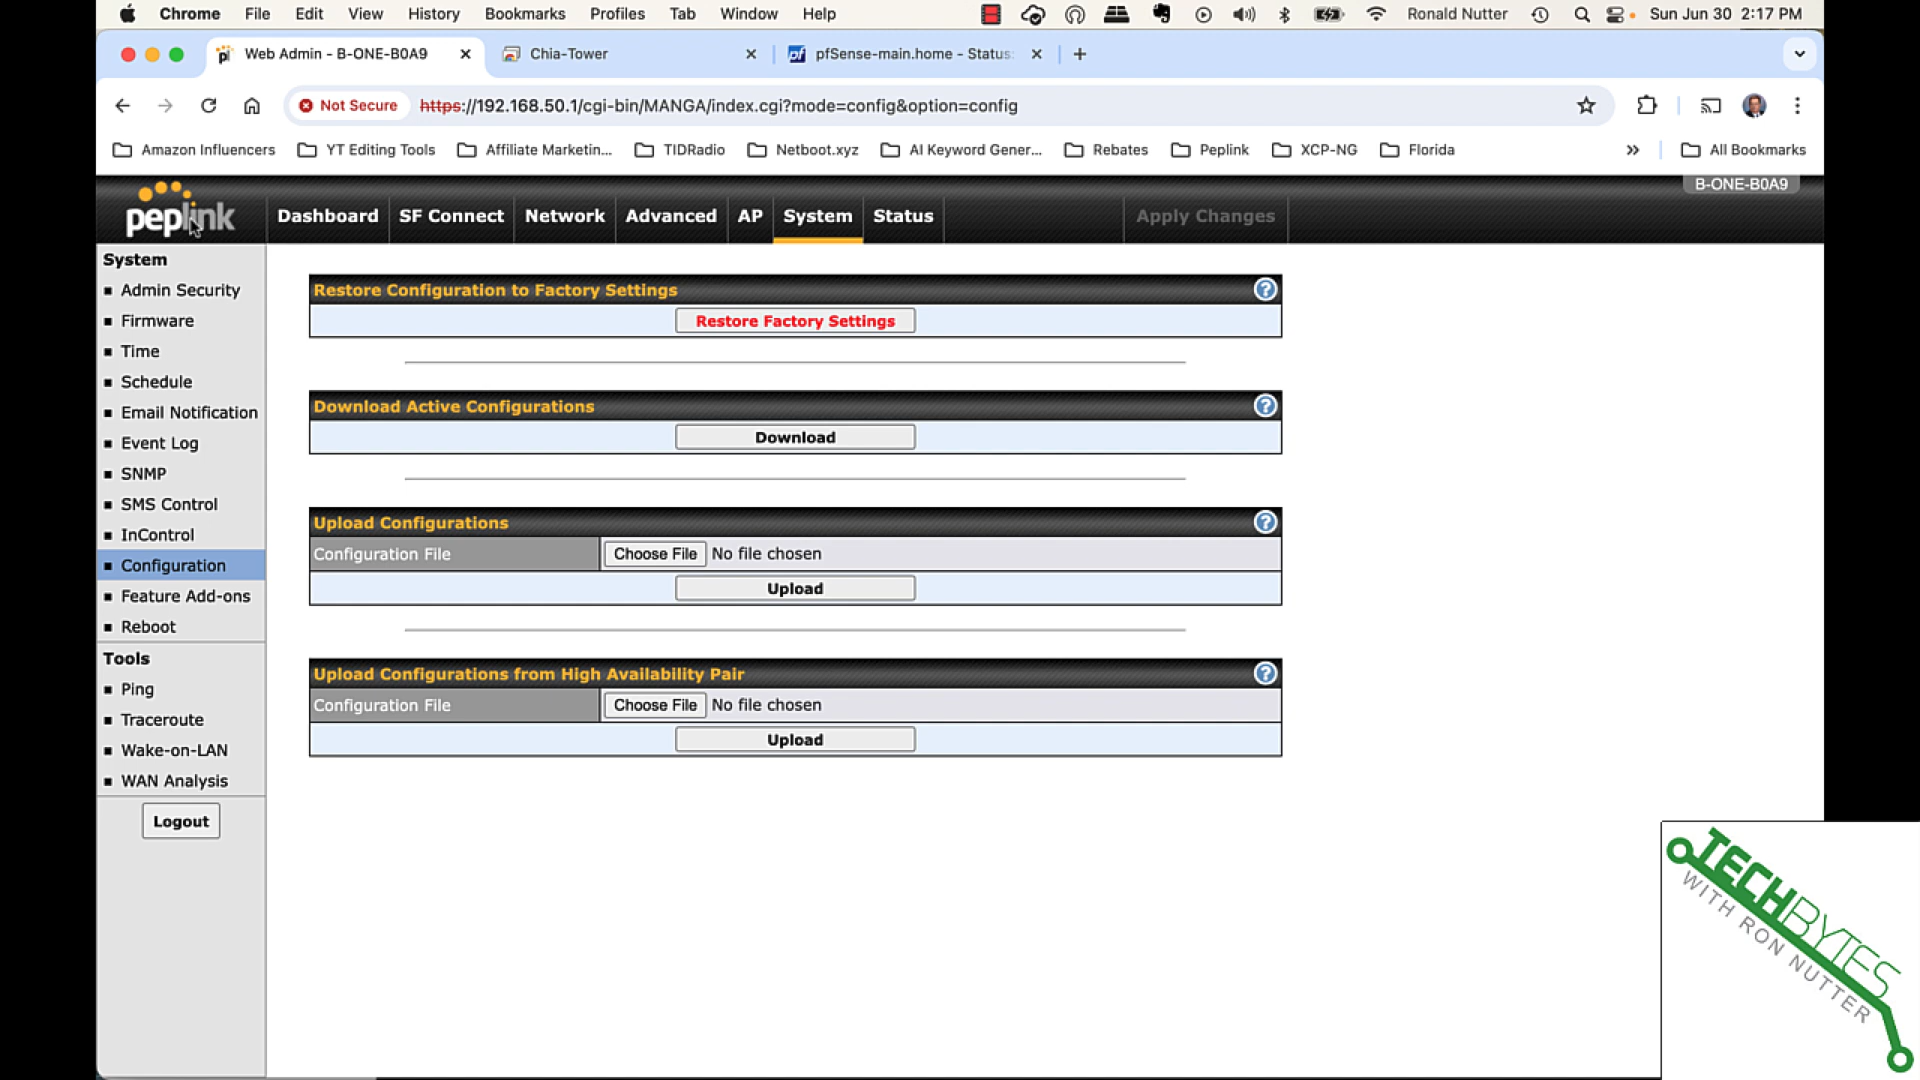 Chrome File Edit View History Bookmarks Profiles Tab Window Help Ronald Nutter Sun Jun 30 2:17 PM
Web Admin - B-ONE-B0A9 Chia-Tower pfSense-main.home - Status:
Not Secure https://192.168.50.1/cgi-bin/MANGA/index.cgi?mode=config&option=config
Amazon Influencers YT Editing Tools Affiliate Marketin... TIDRadio Netboot.xyz AI Keyword Gener... Rebates Peplink XCP-NG Florida » All Bookmarks
B-ONE-B0A9
peplink Dashboard SF Connect Network Advanced AP System Status Apply Changes
System
Admin Security
Firmware
Time
Schedule
Email Notification
Event Log
SNMP
SMS Control
InControl
Configuration
Feature Add-ons
Reboot
Tools
Ping
Traceroute
Wake-on-LAN
WAN Analysis
Logout
Restore Configuration to Factory Settings ?
Restore Factory Settings
Download Active Configurations ?
Download
Upload Configurations ?
Configuration File Choose File No file chosen
Upload
Upload Configurations from High Availability Pair ?
Configuration File Choose File No file chosen
Upload
TECHBYTES
WITH RON NUTTER